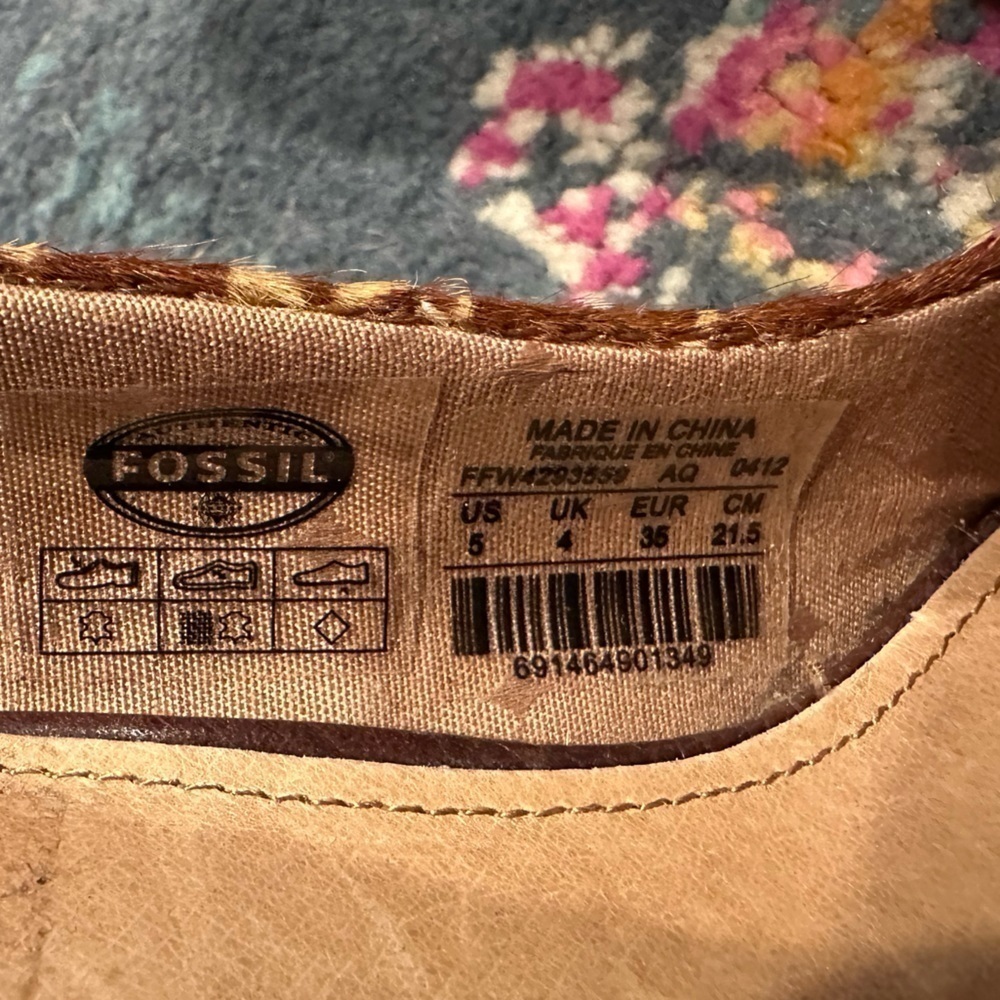 AUTHENTIC
FOSSIL
MADE IN CHINA
FABRIQUE EN CHINE
FFW4293559 AQ 0412
US UK EUR CM
5 4 35 21.5
691464901349